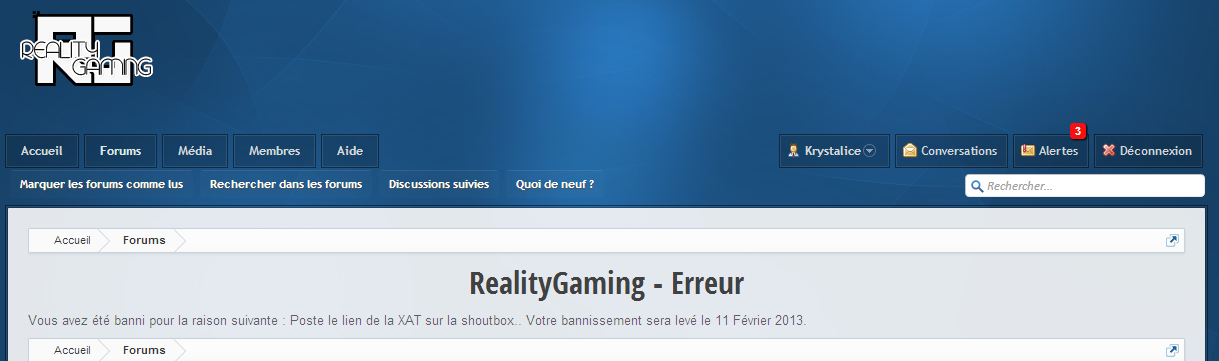 RG
REALITY
GAMING
Accueil Forums Média Membres Aide Krystalice Conversations 3 Alertes Déconnexion
Marquer les forums comme lus Rechercher dans les forums Discussions suivies Quoi de neuf ? Rechercher...
Accueil Forums
RealityGaming - Erreur
Vous avez été banni pour la raison suivante : Poste le lien de la XAT sur la shoutbox.. Votre bannissement sera levé le 11 Février 2013.
Accueil Forums